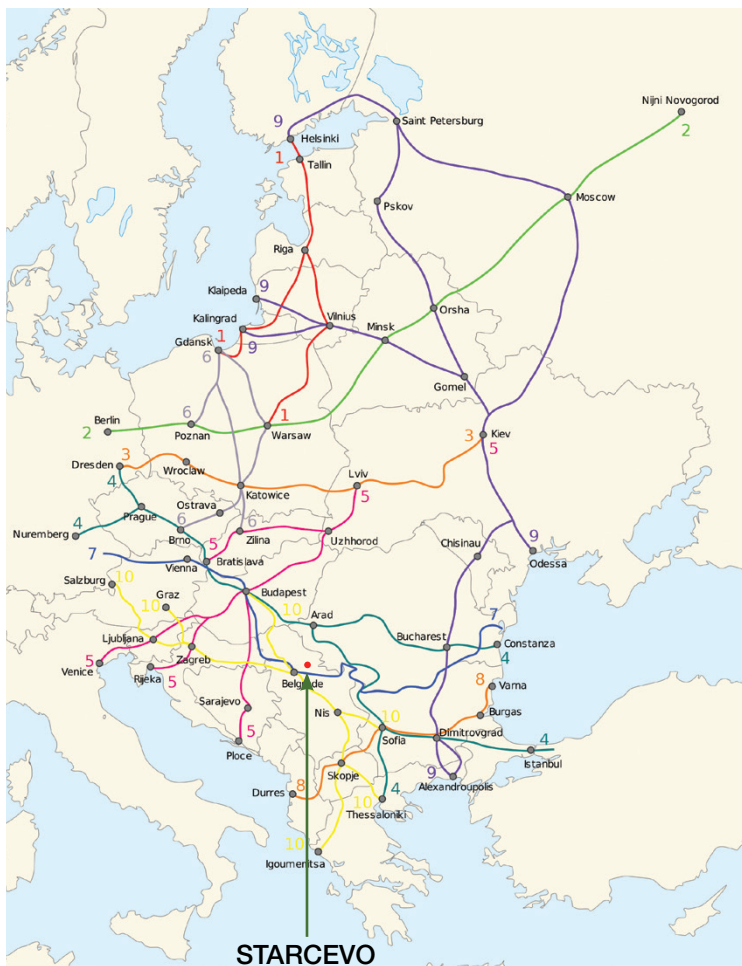 Nijni Novogorod
2
9
Saint Petersburg
Helsinki
1
Tallin
Moscow
Pskov
Riga
Klaipeda
9
Orsha
Kalingrad
Vilnius
Minsk
1
Gdansk
9
6
Gomel
Berlin
6
1
2
Poznan
Warsaw
3
Kiev
5
Dresden
3
4
Wroclaw
Lviv
Katowice
5
Ostrava
4
Prague
6
6
Nuremberg
Brno
Zilina
Uzhhorod
Chisinau
9
5
7
Vienna
Bratislava
Odessa
Salzburg
10
Graz
Budapest
10
10
Arad
7
Ljubljana
Bucharest
Constanza
4
Zagreb
Venice
5
Rijeka
5
Belgrade
8
Varna
Sarajevo
Nis
10
Burgas
5
Sofia
Dimitrovgrad
4
Ploce
Istanbul
Skopje
9
Durres
8
10
4
Alexandroupolis
Thessaloniki
10
Igoumenitsa
STARCEVO